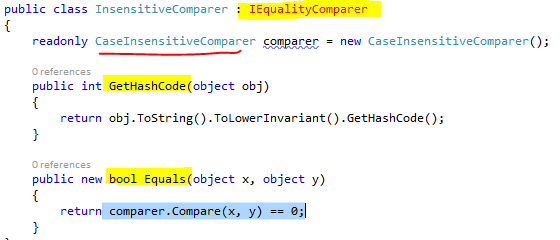 public class InsensitiveComparer : IEqualityComparer
{
readonly CaseInsensitiveComparer comparer = new CaseInsensitiveComparer();
0 references
public int GetHashCode(object obj)
{
return obj.ToString().ToLowerInvariant().GetHashCode();
}
0 references
public new bool Equals(object x, object y)
{
return comparer.Compare(x, y) == 0;
}